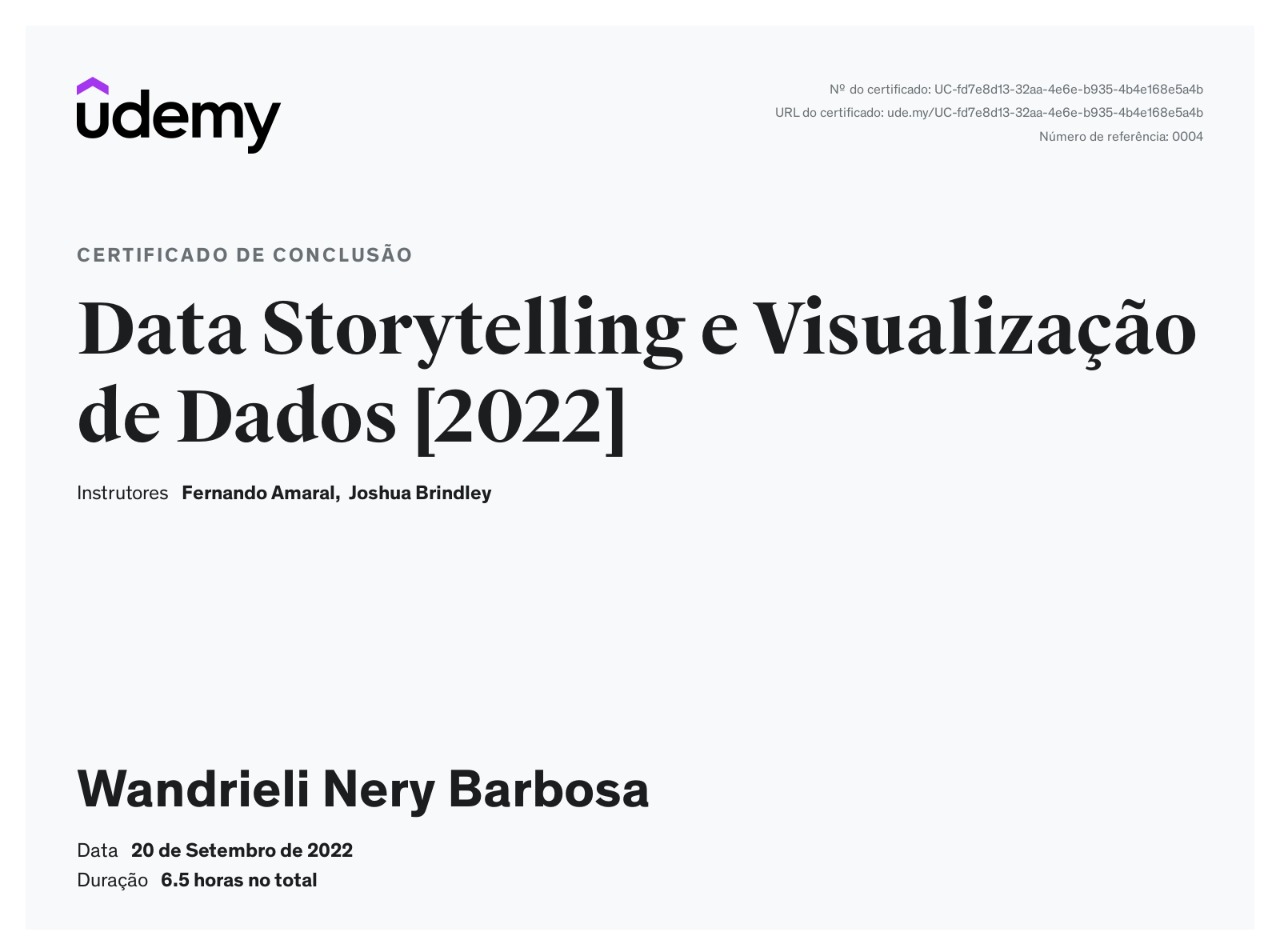 udemy
Nº do certificado: UC-fd7e8d13-32aa-4e6e-b935-4b4e168e5a4b
URL do certificado: ude.my/UC-fd7e8d13-32aa-4e6e-b935-4b4e168e5a4b
Número de referência: 0004
CERTIFICADO DE CONCLUSÃO
Data Storytelling e Visualização
de Dados [2022]
Instrutores Fernando Amaral, Joshua Brindley
Wandrieli Nery Barbosa
Data 20 de Setembro de 2022
Duração 6.5 horas no total